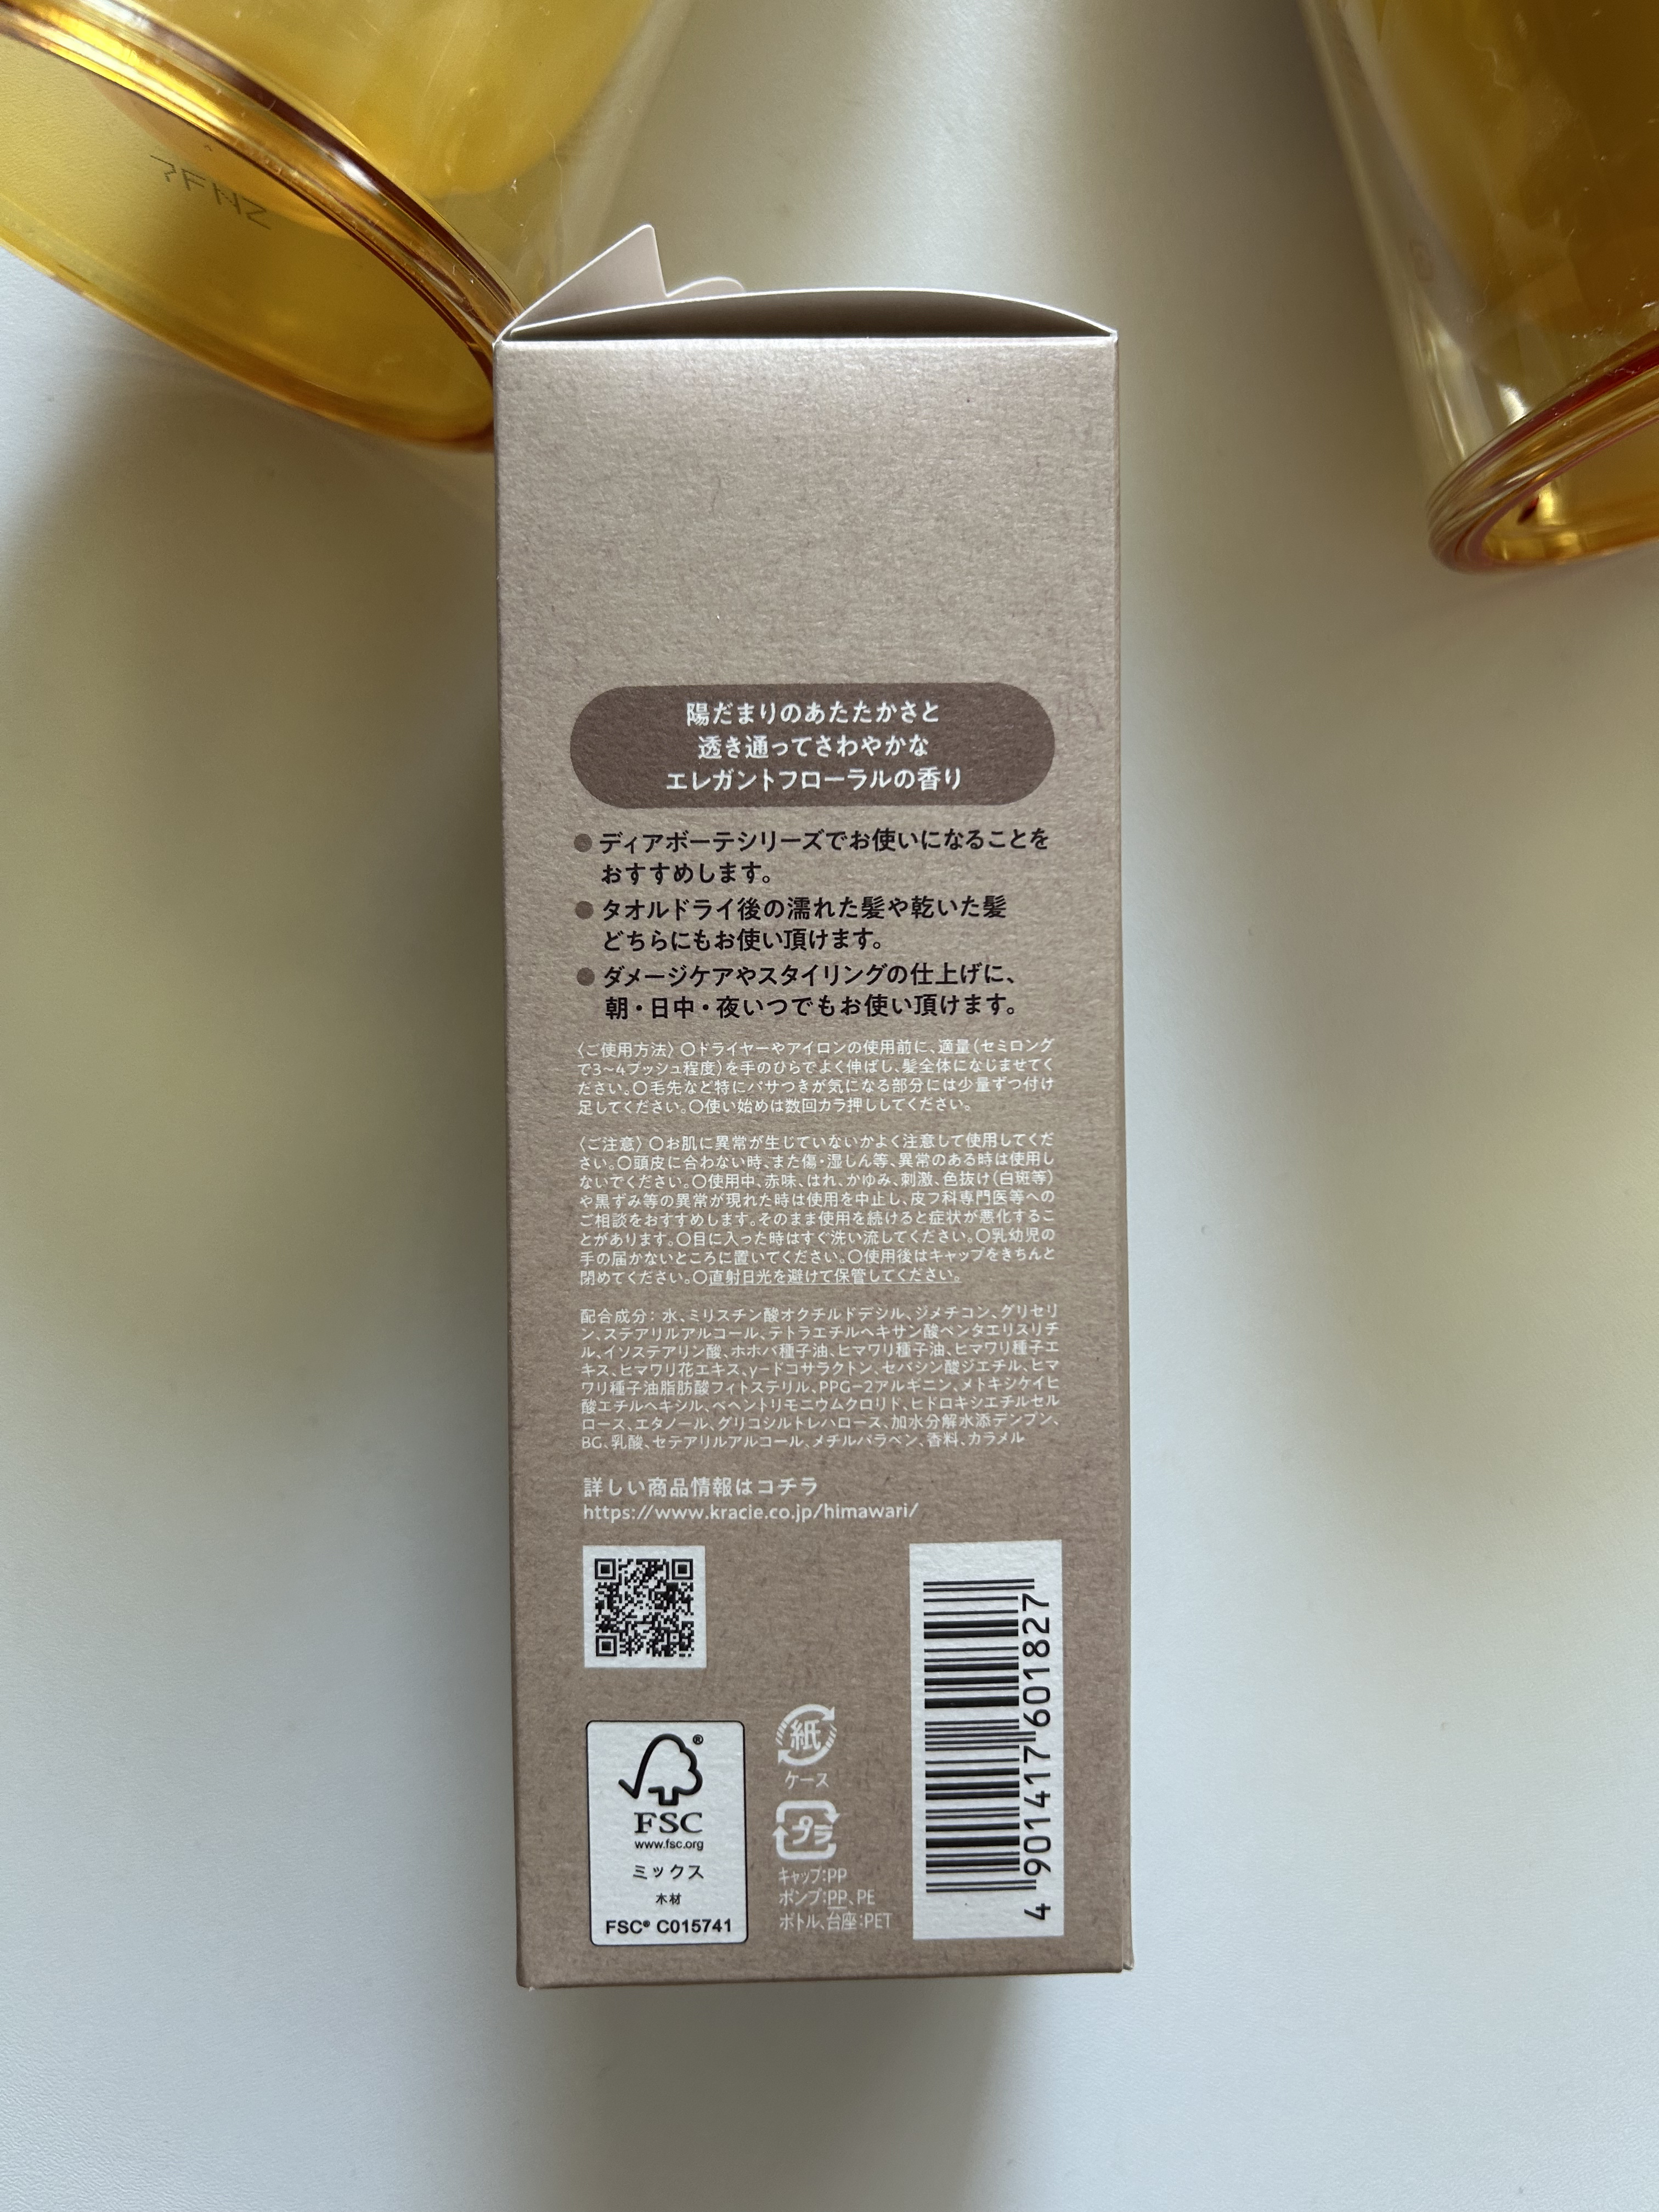 陽だまりのあたたかさと
透き通ってさわやかな
エレガントフローラルの香り
●ディアボーテシリーズでお使いになることを
おすすめします。
●タオルドライ後の濡れた髪や乾いた髪
どちらにもお使い頂けます。
●ダメージケアやスタイリングの仕上げに、
朝・日中・夜いつでもお使い頂けます。
〈ご使用方法〉○ドライヤーやアイロンの使用前に、適量(セミロング
で3~4プッシュ程度)を手のひらでよく伸ばし、髪全体になじませてく
ださい。○毛先など特にパサつきが気になる部分には少量ずつ付け
足してください。○使い始めは数回カラ押ししてください。
〈ご注意〉○お肌に異常が生じていないかよく注意して使用してくだ
さい。○頭皮に合わない時、また傷・湿しん等、異常のある時は使用し
ないでください。○使用中、赤味、はれ、かゆみ、刺激、色抜け(白斑等)
や黒ずみ等の異常が現れた時は使用を中止し、皮フ科専門医等への
ご相談をおすすめします。そのまま使用を続けると症状が悪化するこ
とがあります。○目に入った時はすぐ洗い流してください。○乳幼児の
手の届かないところに置いてください。○使用後はキャップをきちんと
閉めてください。○直射日光を避けて保管してください。
配合成分:水、ミリスチン酸オクチルドデシル、ジメチコン、グリセリ
ン、ステアリルアルコール、テトラエチルヘキサン酸ペンタエリスリチ
ル、イソステアリン酸、ホホバ種子油、ヒマワリ種子油、ヒマワリ種子エ
キス、ヒマワリ花エキス、γ-ドコサラクトン、セバシン酸ジエチル、ヒマ
ワリ種子油脂肪酸フィトステリル、PPG-2アルギニン、メトキシケイヒ
酸エチルヘキシル、ベヘントリモニウムクロリド、ヒドロキシエチルセル
ロース、エタノール、グリコシルトレハロース、加水分解水添デンプン、
BG、乳酸、セテアリルアルコール、メチルパラベン、香料、カラメル
詳しい商品情報はコチラ
https://www.kracie.co.jp/himawari/
FSC®
www.fsc.org
ミックス
木材
FSC® C015741
紙
ケース
プラ
キャップ:PP
ポンプ:PP、PE
ボトル、台座:PET
4 901417 601827